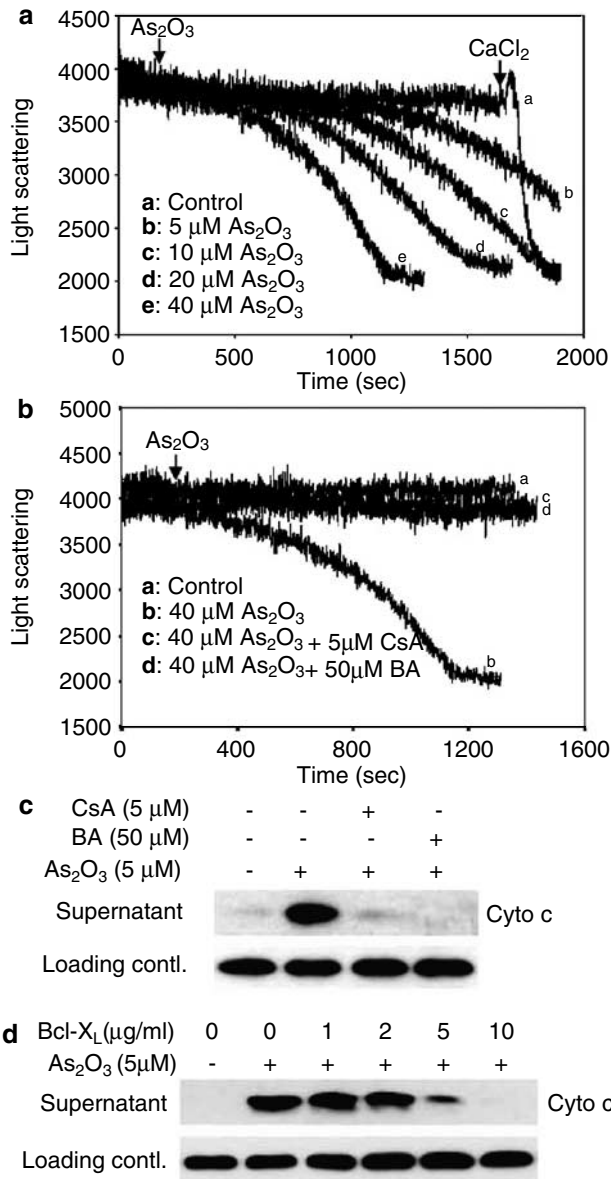 a
As2O3
CaCl2
4500
4000
3500
3000
2500
2000
1500
Light scattering
a
b
c
d
e
a: Control
b: 5 μM As2O3
c: 10 μM As2O3
d: 20 μM As2O3
e: 40 μM As2O3
0 500 1000 1500 2000
Time (sec)
b
As2O3
5000
4500
4000
3500
3000
2500
2000
1500
Light scattering
a
c
d
b
a: Control
b: 40 μM As2O3
c: 40 μM As2O3 + 5μM CsA
d: 40 μM As2O3+ 50μM BA
0 400 800 1200 1600
Time (sec)
c
CsA (5 μM) - - + -
BA (50 μM) - - - +
As2O3 (5 μM) - + + +
Supernatant Cyto c
Loading contl.
d
Bcl-XL(μg/ml) 0 0 1 2 5 10
As2O3 (5μM) - + + + + +
Supernatant Cyto c
Loading contl.